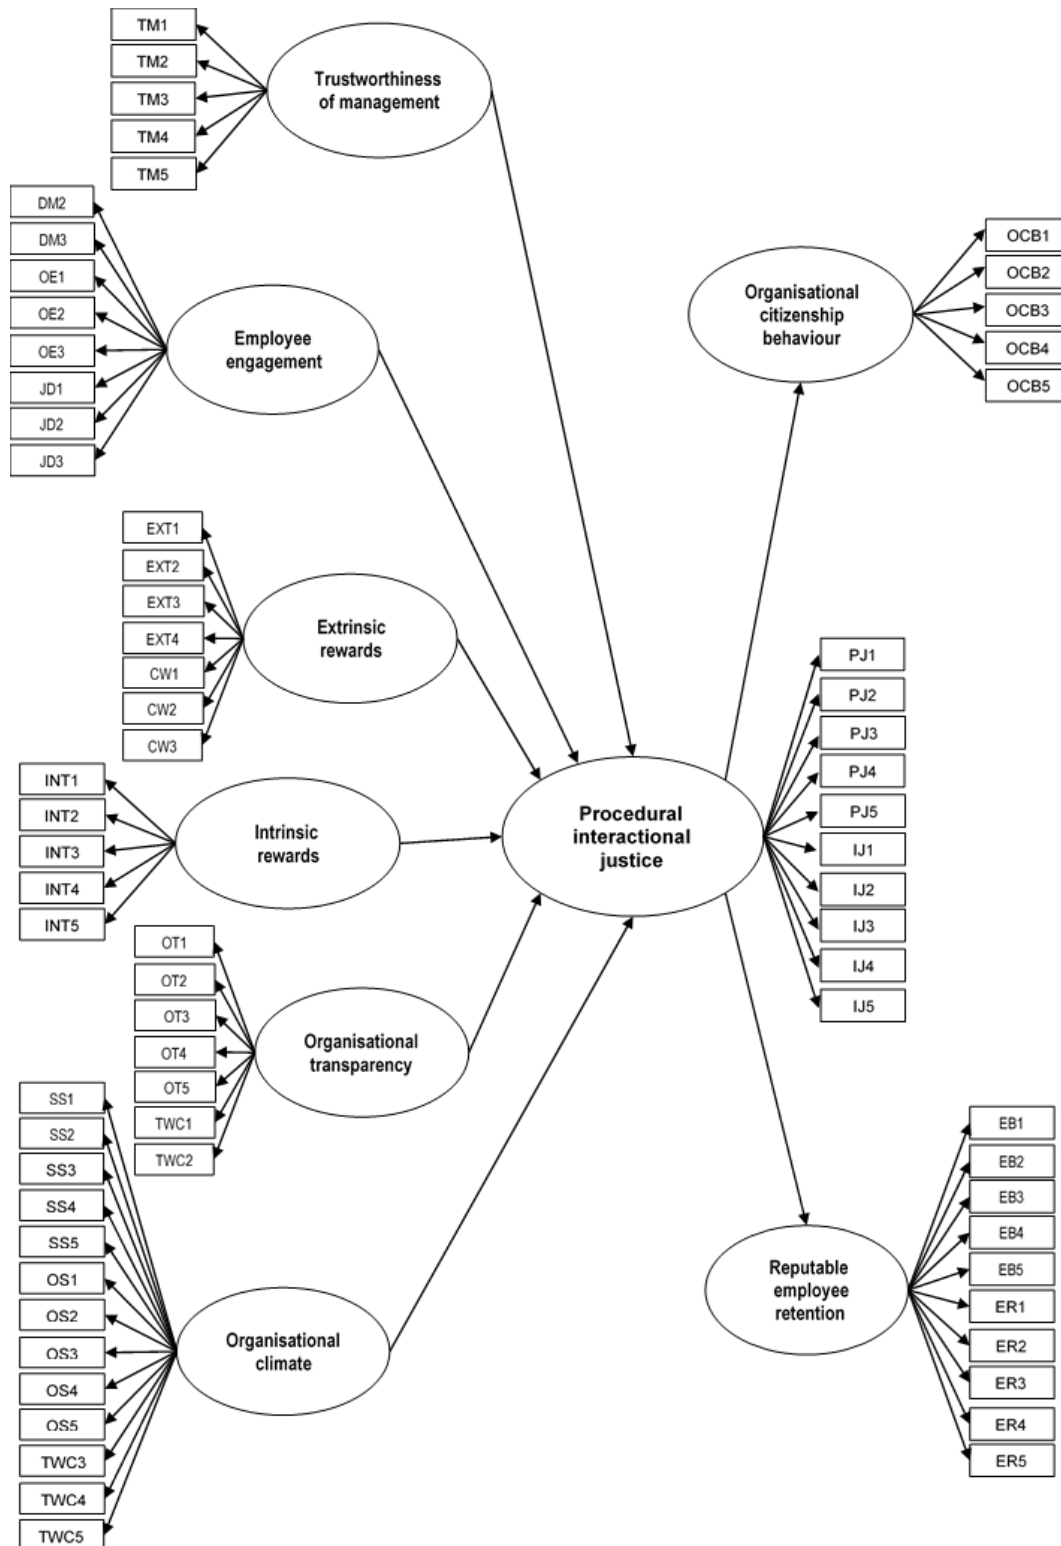 TM1
TM2
TM3
TM4
TM5
Trustworthiness
of management
DM2
DM3
OE1
OE2
OE3
JD1
JD2
JD3
Employee
engagement
OCB1
OCB2
OCB3
OCB4
OCB5
Organisational
citizenship
behaviour
EXT1
EXT2
EXT3
EXT4
CW1
CW2
CW3
Extrinsic
rewards
INT1
INT2
INT3
INT4
INT5
Intrinsic
rewards
Procedural
interactional
justice
PJ1
PJ2
PJ3
PJ4
PJ5
IJ1
IJ2
IJ3
IJ4
IJ5
OT1
OT2
OT3
OT4
OT5
TWC1
TWC2
Organisational
transparency
SS1
SS2
SS3
SS4
SS5
OS1
OS2
OS3
OS4
OS5
TWC3
TWC4
TWC5
Organisational
climate
Reputable
employee
retention
EB1
EB2
EB3
EB4
EB5
ER1
ER2
ER3
ER4
ER5